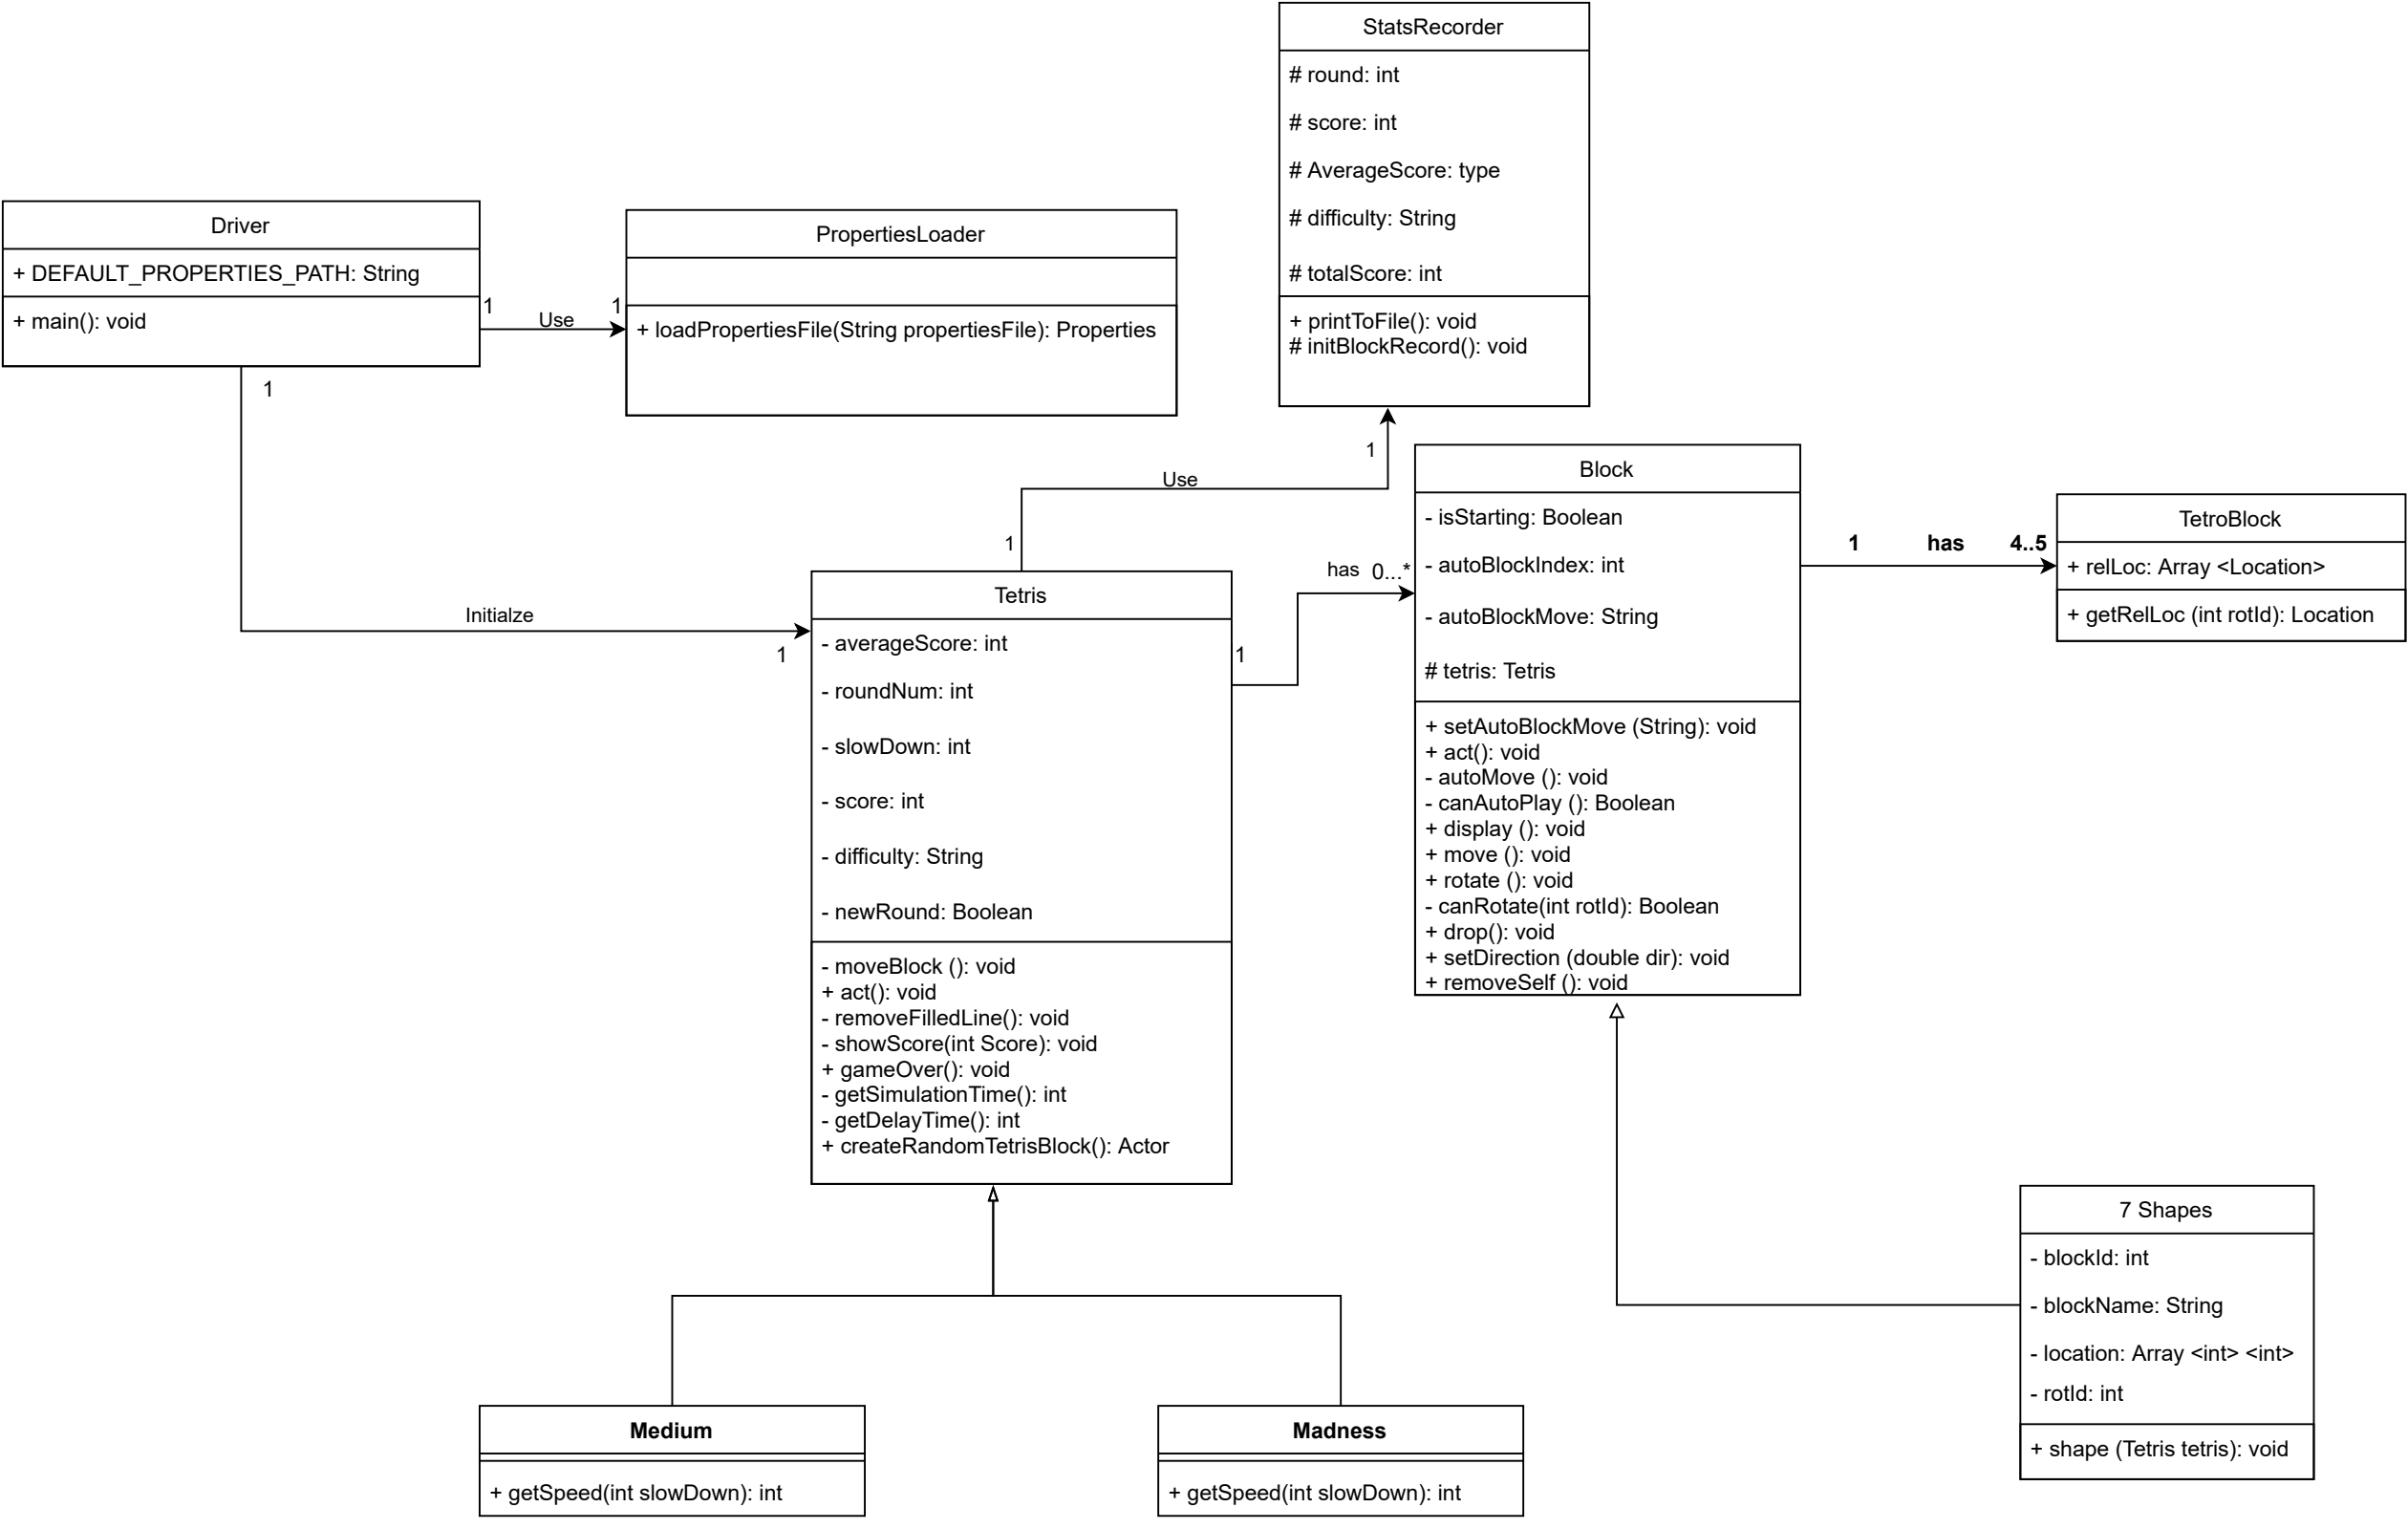 StatsRecorder
# round: int
# score: int
# AverageScore: type
# difficulty: String
# totalScore: int
+ printToFile(): void
# initBlockRecord(): void
Driver
+ DEFAULT_PROPERTIES_PATH: String
+ main(): void
1
Use
1
PropertiesLoader
+ loadPropertiesFile(String propertiesFile): Properties
1
Initialze
1
1
Use
1
Tetris
- averageScore: int
- roundNum: int
- slowDown: int
- score: int
- difficulty: String
- newRound: Boolean
- moveBlock (): void
+ act(): void
- removeFilledLine(): void
- showScore(int Score): void
+ gameOver(): void
- getSimulationTime(): int
- getDelayTime(): int
+ createRandomTetrisBlock(): Actor
1
has
0...*
Block
- isStarting: Boolean
- autoBlockIndex: int
- autoBlockMove: String
# tetris: Tetris
+ setAutoBlockMove (String): void
+ act(): void
- autoMove (): void
- canAutoPlay (): Boolean
+ display (): void
+ move (): void
+ rotate (): void
- canRotate(int rotId): Boolean
+ drop(): void
+ setDirection (double dir): void
+ removeSelf (): void
1 has 4..5
TetroBlock
+ relLoc: Array <Location>
+ getRelLoc (int rotId): Location
7 Shapes
- blockId: int
- blockName: String
- location: Array <int> <int>
- rotId: int
+ shape (Tetris tetris): void
Medium
+ getSpeed(int slowDown): int
Madness
+ getSpeed(int slowDown): int